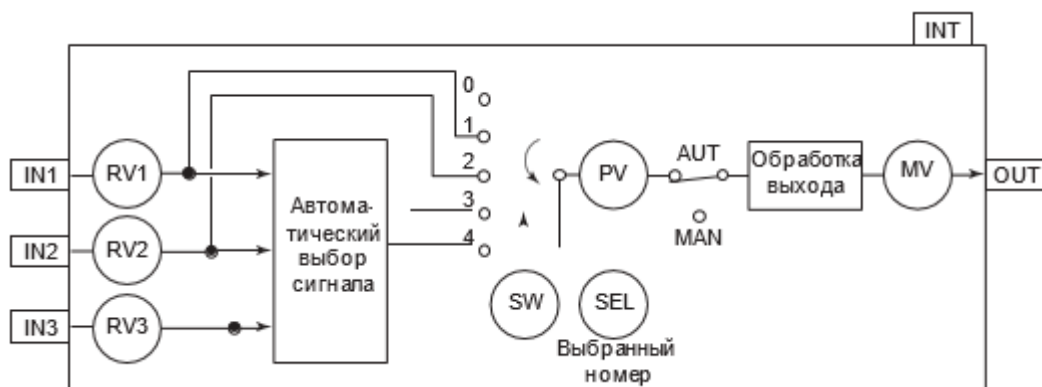 INT
0
1
2
3
4
IN1
RV1
IN2
RV2
IN3
RV3
Автома-
тический
выбор
сигнала
PV
AUT
MAN
Обработка
выхода
MV
OUT
SW
SEL
Выбранный
номер